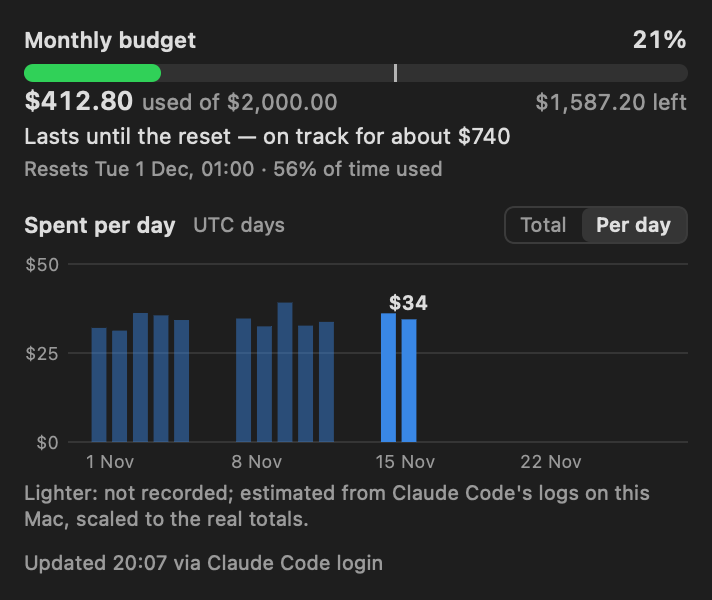 Monthly budget 21%
$412.80 used of $2,000.00 $1,587.20 left
Lasts until the reset — on track for about $740
Resets Tue 1 Dec, 01:00 · 56% of time used
Spent per day UTC days Total Per day
$50
$34
$25
$0
1 Nov 8 Nov 15 Nov 22 Nov
Lighter: not recorded; estimated from Claude Code's logs on this
Mac, scaled to the real totals.
Updated 20:07 via Claude Code login